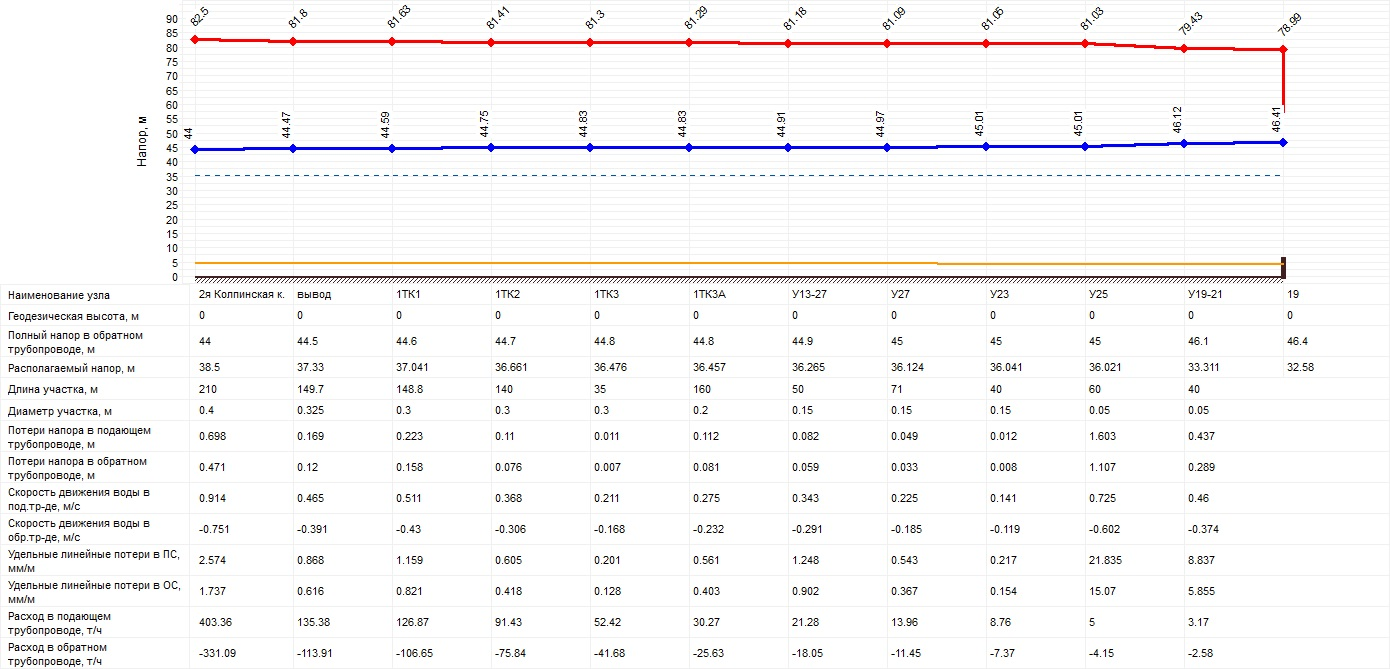 82.5 81.8 81.63 81.41 81.3 81.29 81.18 81.09 81.05 81.03 79.43 78.99
90
85
80
75
70
65
60
55
50
45
40
35
30
25
20
15
10
5
0
Напор, м
44 44.47 44.59 44.75 44.83 44.83 44.91 44.97 45.01 45.01 46.12 46.41
Наименование узла 2я Колпинская к. вывод 1ТК1 1ТК2 1ТК3 1ТК3А У13-27 У27 У23 У25 У19-21 19
Геодезическая высота, м 0 0 0 0 0 0 0 0 0 0 0 0
Полный напор в обратном
трубопроводе, м 44 44.5 44.6 44.7 44.8 44.8 44.9 45 45 45 46.1 46.4
Располагаемый напор, м 38.5 37.33 37.041 36.661 36.476 36.457 36.265 36.124 36.041 36.021 33.311 32.58
Длина участка, м 210 149.7 148.8 140 35 160 50 71 40 60 40
Диаметр участка, м 0.4 0.325 0.3 0.3 0.3 0.2 0.15 0.15 0.15 0.05 0.05
Потери напора в подающем
трубопроводе, м 0.698 0.169 0.223 0.11 0.011 0.112 0.082 0.049 0.012 1.603 0.437
Потери напора в обратном
трубопроводе, м 0.471 0.12 0.158 0.076 0.007 0.081 0.059 0.033 0.008 1.107 0.289
Скорость движения воды в
под.тр-де, м/с 0.914 0.465 0.511 0.368 0.211 0.275 0.343 0.225 0.141 0.725 0.46
Скорость движения воды в
обр.тр-де, м/с -0.751 -0.391 -0.43 -0.306 -0.168 -0.232 -0.291 -0.185 -0.119 -0.602 -0.374
Удельные линейные потери в ПС,
мм/м 2.574 0.868 1.159 0.605 0.201 0.561 1.248 0.543 0.217 21.835 8.837
Удельные линейные потери в ОС,
мм/м 1.737 0.616 0.821 0.418 0.128 0.403 0.902 0.367 0.154 15.07 5.855
Расход в подающем
трубопроводе, т/ч 403.36 135.38 126.87 91.43 52.42 30.27 21.28 13.96 8.76 5 3.17
Расход в обратном
трубопроводе, т/ч -331.09 -113.91 -106.65 -75.84 -41.68 -25.63 -18.05 -11.45 -7.37 -4.15 -2.58